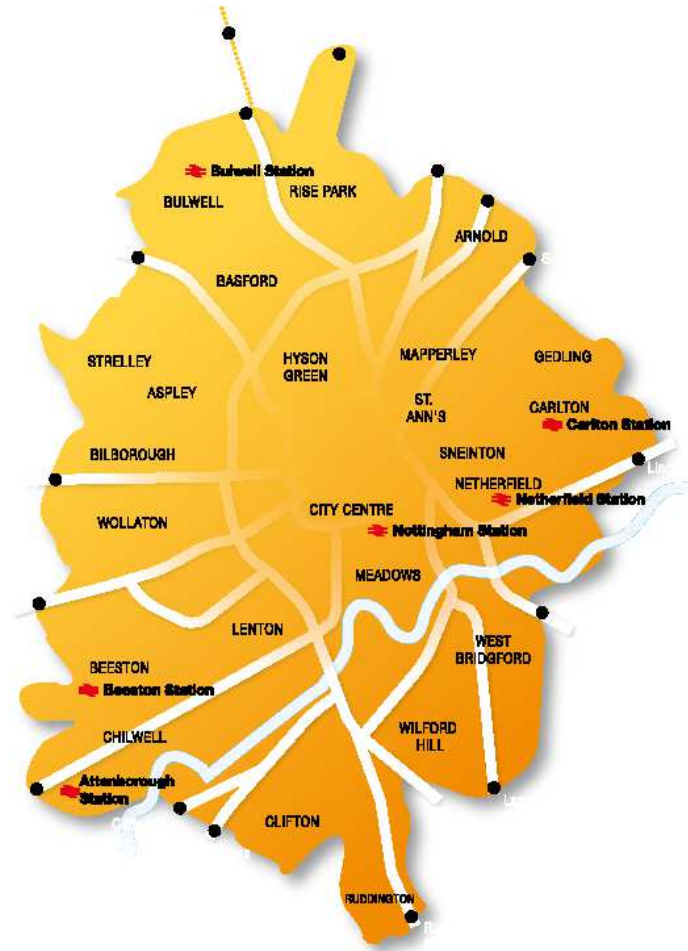 Bulwell Station
BULWELL
RISE PARK
ARNOLD
BASFORD
STRELLEY
HYSON
GREEN
MAPPERLEY
GEDLING
ASPLEY
ST.
ANN'S
CARLTON
Carlton Station
BILBOROUGH
SNEINTON
NETHERFIELD
Netherfield Station
WOLLATON
CITY CENTRE
Nottingham Station
MEADOWS
LENTON
WEST
BRIDGFORD
BEESTON
Beeston Station
CHILWELL
WILFORD
HILL
Attenborough
Station
CLIFTON
RUDDINGTON